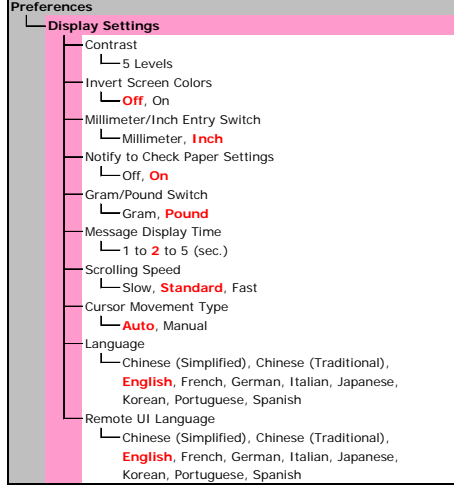 Preferences
Display Settings
Contrast
5 Levels
Invert Screen Colors
Off, On
Millimeter/Inch Entry Switch
Millimeter, Inch
Notify to Check Paper Settings
Off, On
Gram/Pound Switch
Gram, Pound
Message Display Time
1 to 2 to 5 (sec.)
Scrolling Speed
Slow, Standard, Fast
Cursor Movement Type
Auto, Manual
Language
Chinese (Simplified), Chinese (Traditional),
English, French, German, Italian, Japanese,
Korean, Portuguese, Spanish
Remote UI Language
Chinese (Simplified), Chinese (Traditional),
English, French, German, Italian, Japanese,
Korean, Portuguese, Spanish